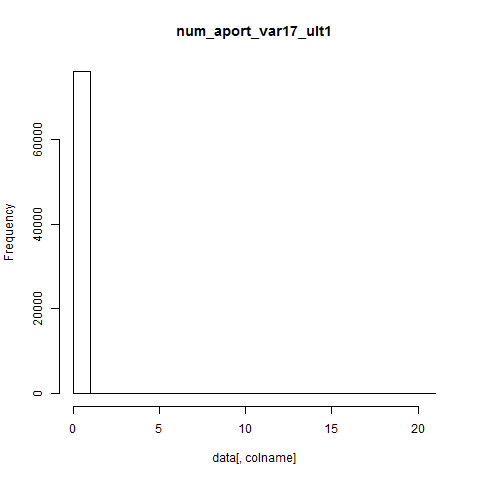 num_aport_var17_ult1
Frequency
60000
40000
20000
0
0 5 10 15 20
data[, colname]